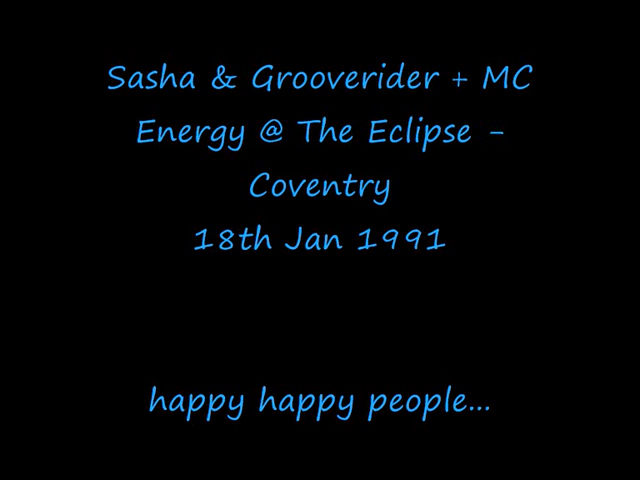 Sasha & Grooverider + MC
Energy @ The Eclipse -
Coventry
18th Jan 1991
happy happy people...